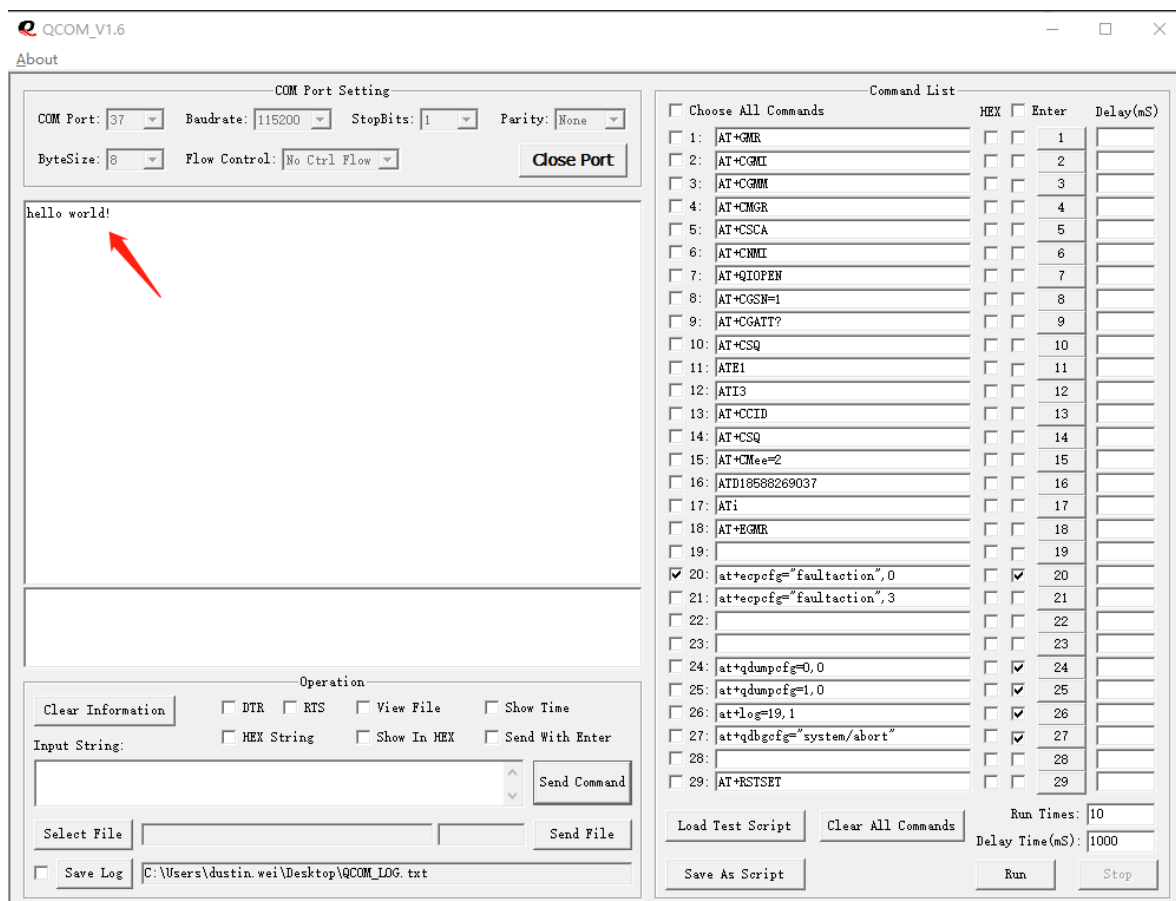 QCOM_V1.6
About
COM Port Setting
COM Port: 37 Baudrate: 115200 StopBits: 1 Parity: None
ByteSize: 8 Flow Control: No Ctrl Flow Close Port
hello world!
Operation
Clear Information DTR RTS View File Show Time
HEX String Show In HEX Send With Enter
Input String:
Send Command
Select File Send File
Save Log C:\Users\dustin.wei\Desktop\QCOM_LOG.txt
Command List
Choose All Commands HEX Enter Delay(mS)
1: AT+GMR 1
2: AT+CGMI 2
3: AT+CGMM 3
4: AT+CMGR 4
5: AT+CSCA 5
6: AT+CNMI 6
7: AT+QIOPEN 7
8: AT+CGSN=1 8
9: AT+CGATT? 9
10: AT+CSQ 10
11: ATE1 11
12: ATI3 12
13: AT+CCID 13
14: AT+CSQ 14
15: AT+CMee=2 15
16: ATD18588269037 16
17: ATi 17
18: AT+EGMR 18
19: 19
20: at+ecpcfg="faultaction",0 20
21: at+ecpcfg="faultaction",3 21
22: 22
23: 23
24: at+qdumpcfg=0,0 24
25: at+qdumpcfg=1,0 25
26: at+log=19,1 26
27: at+qdbgcfg="system/abort" 27
28: 28
29: AT+RSTSET 29
Load Test Script Clear All Commands Run Times: 10
Delay Time(mS): 1000
Save As Script Run Stop